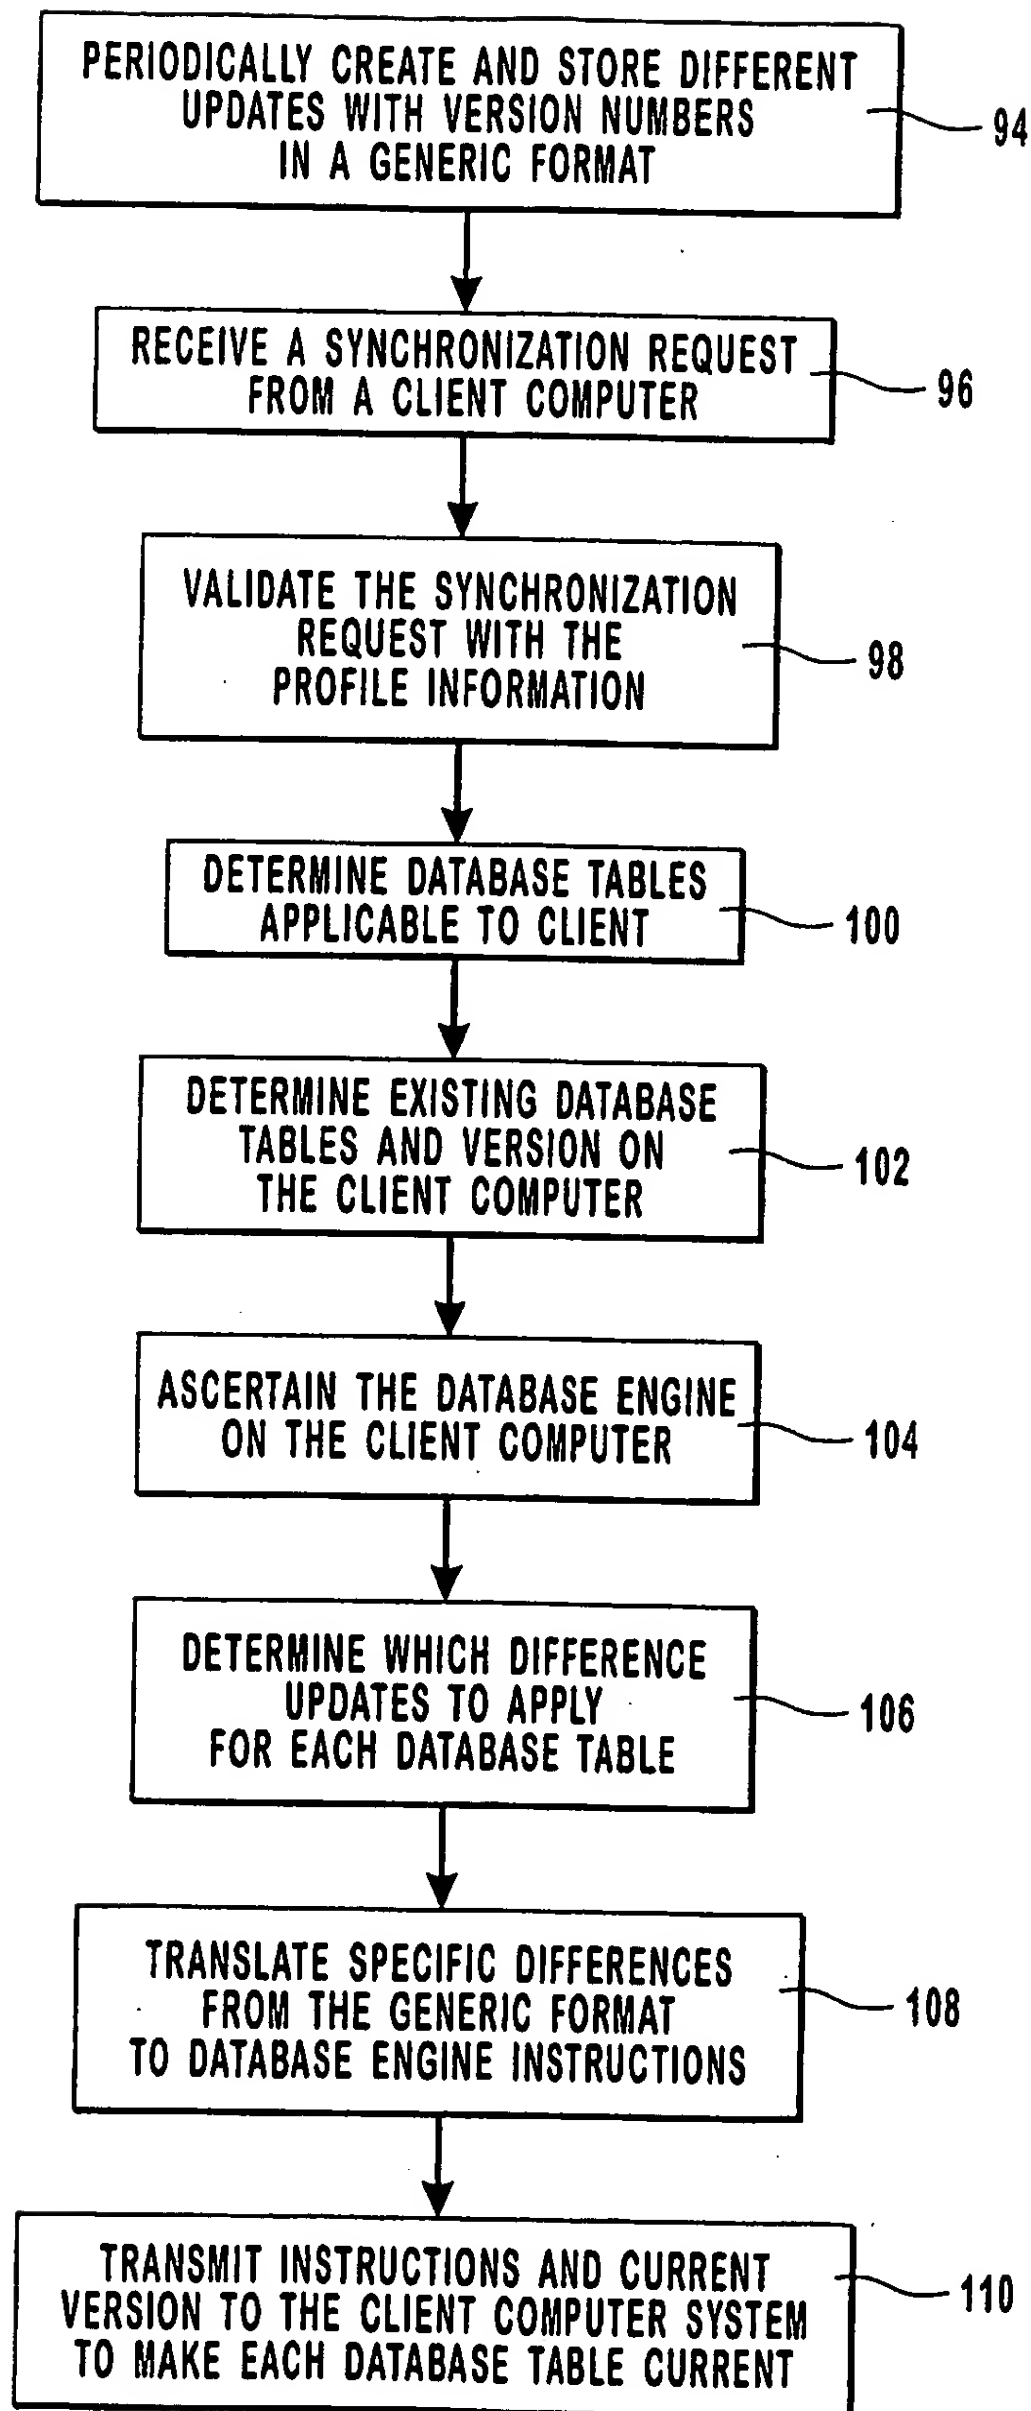 PERIODICALLY CREATE AND STORE DIFFERENT
UPDATES WITH VERSION NUMBERS
IN A GENERIC FORMAT
94
RECEIVE A SYNCHRONIZATION REQUEST
FROM A CLIENT COMPUTER
96
VALIDATE THE SYNCHRONIZATION
REQUEST WITH THE
PROFILE INFORMATION
98
DETERMINE DATABASE TABLES
APPLICABLE TO CLIENT
100
DETERMINE EXISTING DATABASE
TABLES AND VERSION ON
THE CLIENT COMPUTER
102
ASCERTAIN THE DATABASE ENGINE
ON THE CLIENT COMPUTER
104
DETERMINE WHICH DIFFERENCE
UPDATES TO APPLY
FOR EACH DATABASE TABLE
106
TRANSLATE SPECIFIC DIFFERENCES
FROM THE GENERIC FORMAT
TO DATABASE ENGINE INSTRUCTIONS
108
TRANSMIT INSTRUCTIONS AND CURRENT
VERSION TO THE CLIENT COMPUTER SYSTEM
TO MAKE EACH DATABASE TABLE CURRENT
110